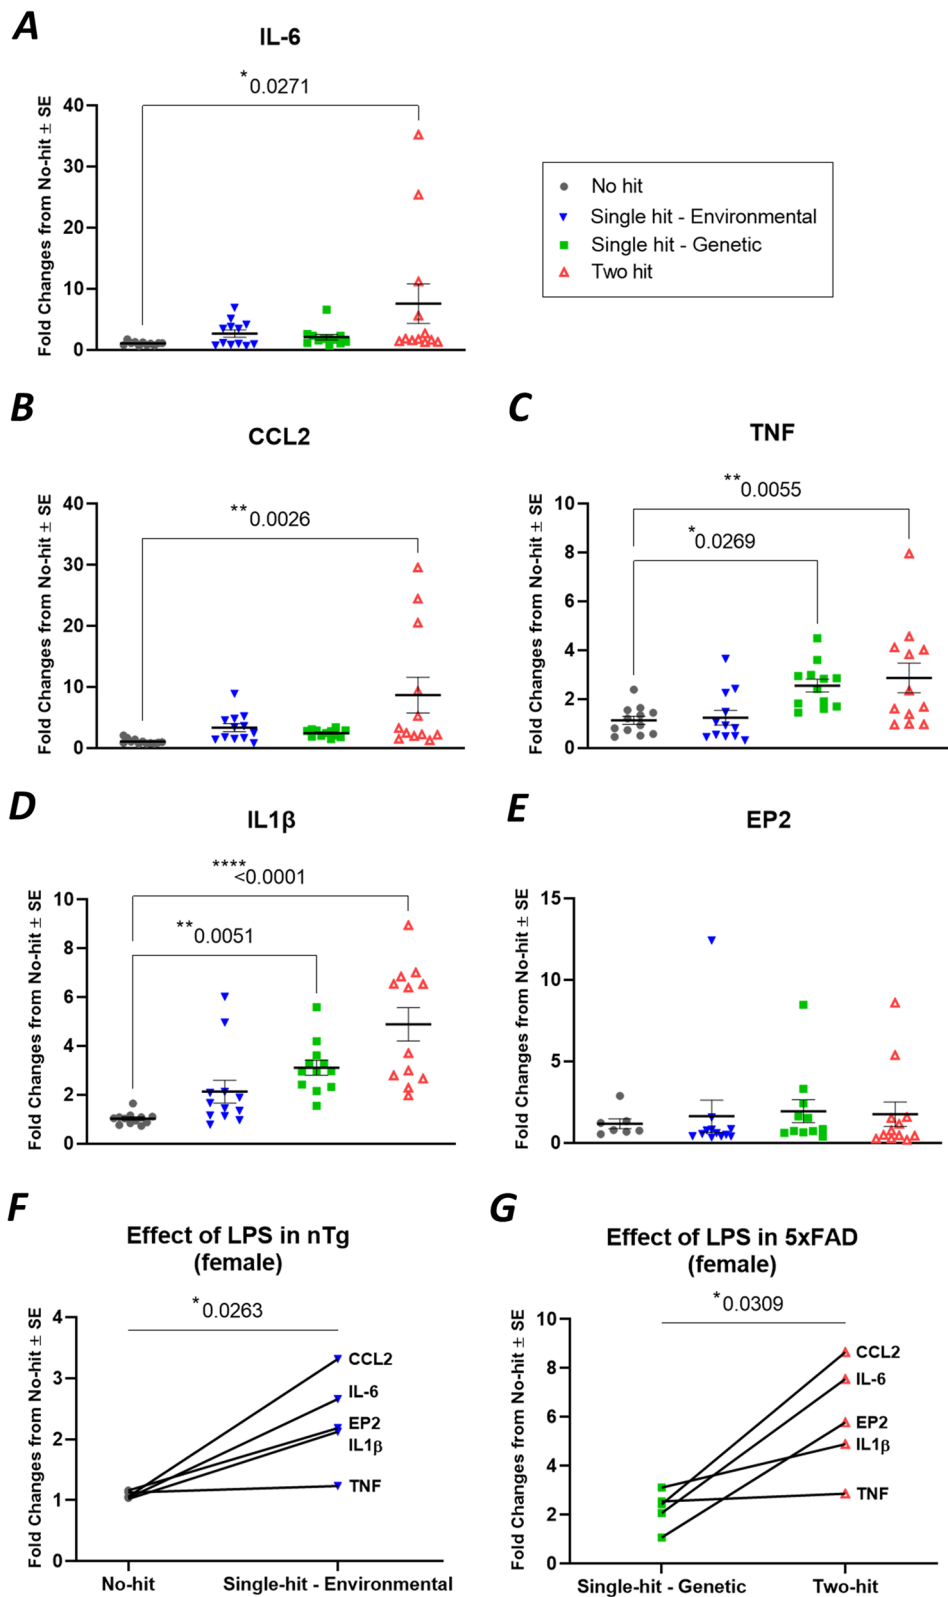 A
IL-6
*0.0271
Fold Changes from No-hit ± SE
40
30
20
10
0
No hit
Single hit - Environmental
Single hit - Genetic
Two hit
B
CCL2
**0.0026
Fold Changes from No-hit ± SE
40
30
20
10
0
C
TNF
**0.0055
*0.0269
Fold Changes from No-hit ± SE
10
8
6
4
2
0
D
IL1β
****<0.0001
**0.0051
Fold Changes from No-hit ± SE
10
8
6
4
2
0
E
EP2
Fold Changes from No-hit ± SE
15
10
5
0
F
Effect of LPS in nTg
(female)
*0.0263
Fold Changes from No-hit ± SE
4
3
2
1
0
CCL2
IL-6
EP2
IL1β
TNF
No-hit
Single-hit - Environmental
G
Effect of LPS in 5xFAD
(female)
*0.0309
Fold Changes from No-hit ± SE
10
8
6
4
2
0
CCL2
IL-6
EP2
IL1β
TNF
Single-hit - Genetic
Two-hit